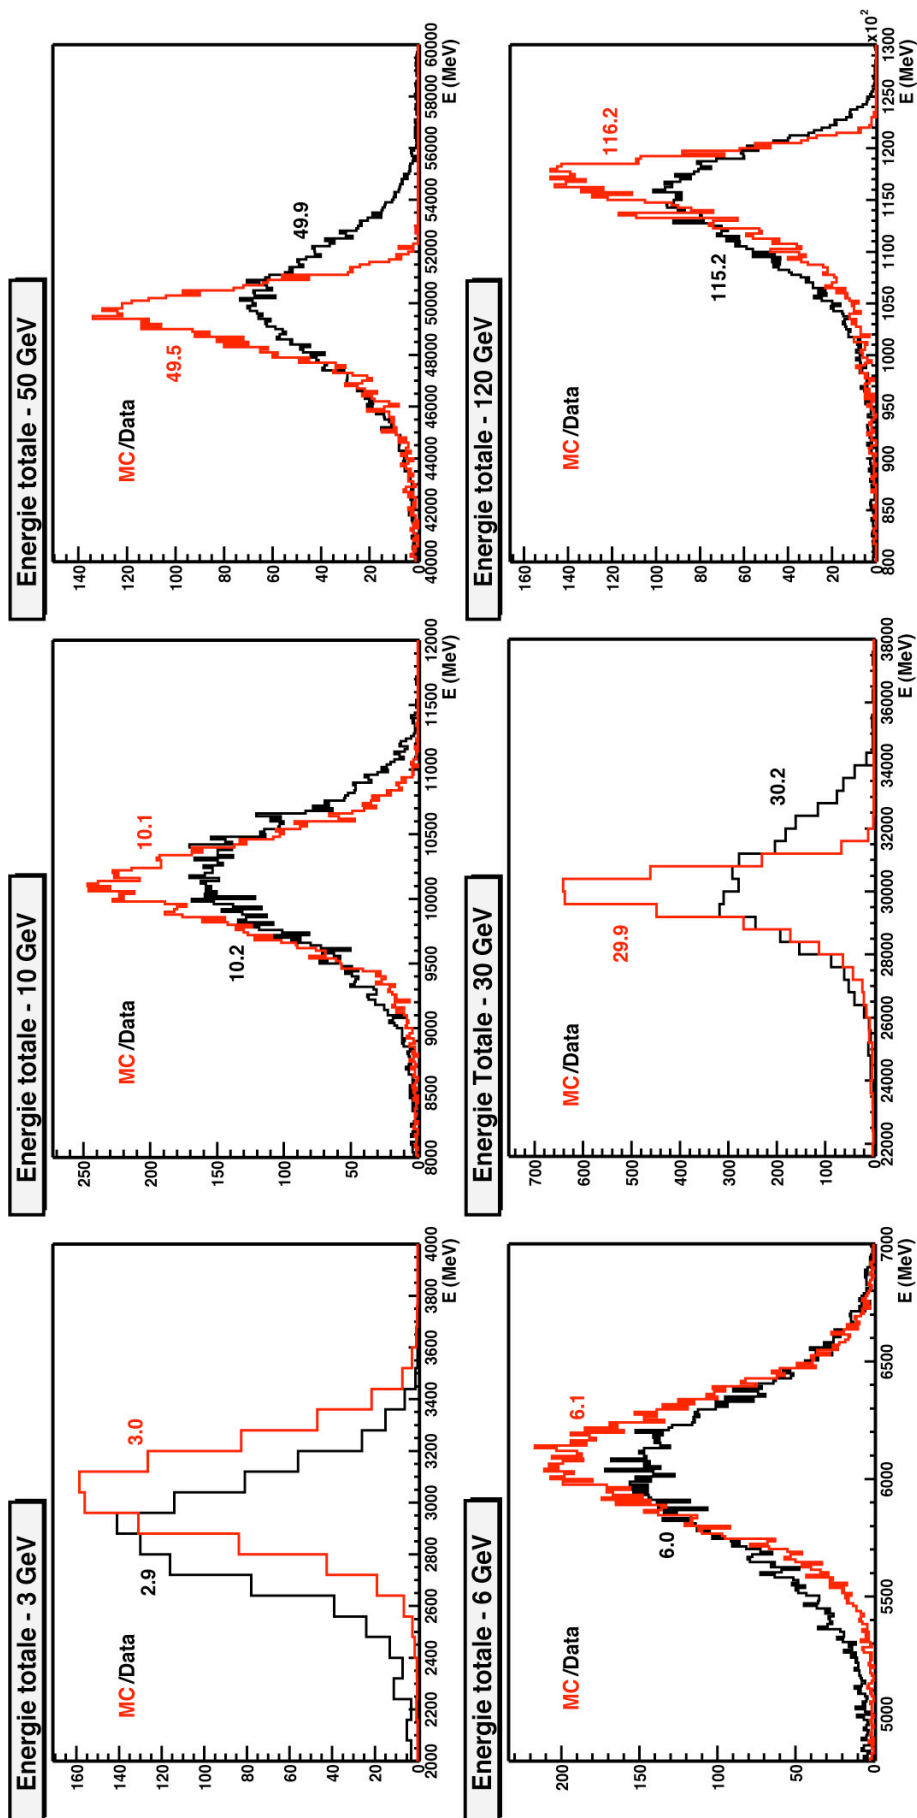 Energie totale - 3 GeV
160
140
120
100
80
60
40
20
0
MC/Data
2.9
3.0
2000 2200 2400 2600 2800 3000 3200 3400 3600 3800 4000
E (MeV)
Energie totale - 10 GeV
250
200
150
100
50
0
MC/Data
10.1
10.2
8000 8500 9000 9500 10000 10500 11000 11500 12000
E (MeV)
Energie totale - 50 GeV
140
120
100
80
60
40
20
0
MC/Data
49.5
49.9
40000 42000 44000 46000 48000 50000 52000 54000 56000 58000 60000
E (MeV)
Energie totale - 6 GeV
200
150
100
50
0
MC/Data
6.1
6.0
5000 5500 6000 6500 7000
E (MeV)
Energie Totale - 30 GeV
700
600
500
400
300
200
100
0
MC/Data
29.9
30.2
22000 24000 26000 28000 30000 32000 34000 36000 38000
E (MeV)
Energie totale - 120 GeV
160
140
120
100
80
60
40
20
0
MC/Data
116.2
115.2
800 850 900 950 1000 1050 1100 1150 1200 1250 1300
x10²
E (MeV)